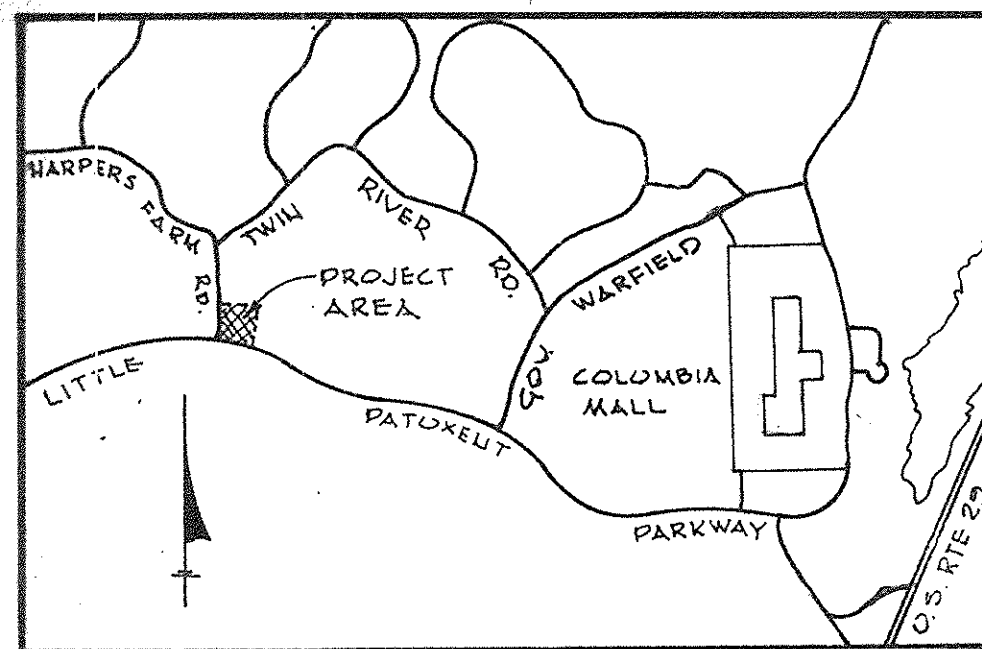 HARPERS FARM RD.
TWIN RIVER RD.
PROJECT
AREA
WARFIELD
GOV.
COLUMBIA
MALL
LITTLE PATUXENT PARKWAY
U.S. RTE 29